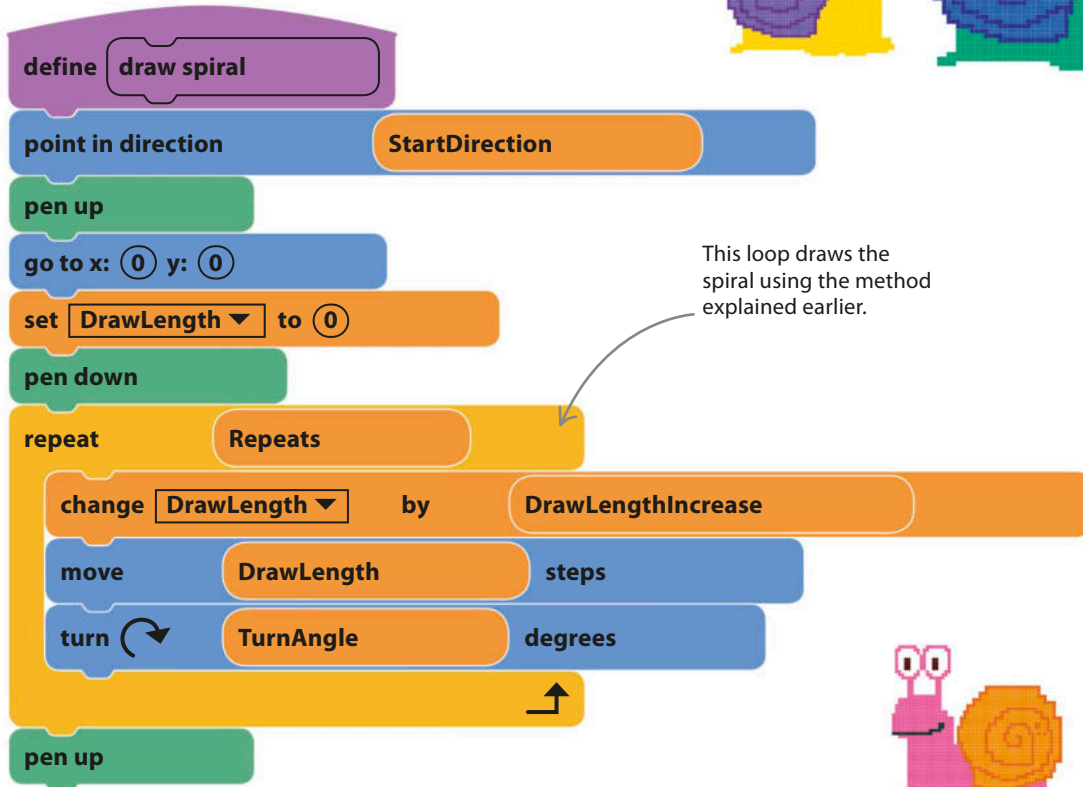 define draw spiral
point in direction StartDirection
pen up
go to x: 0 y: 0
set DrawLength to 0
pen down
This loop draws the
spiral using the method
explained earlier.
repeat Repeats
change DrawLength by DrawLengthIncrease
move DrawLength steps
turn TurnAngle degrees
pen up